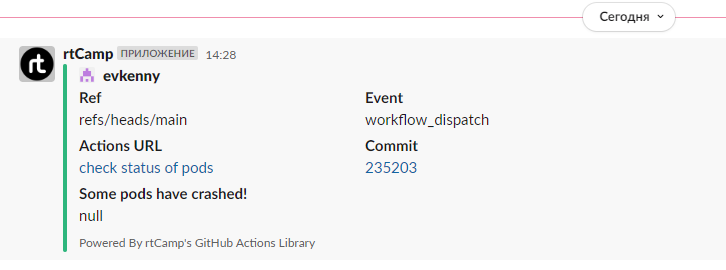 Сегодня
rt
rtCamp ПРИЛОЖЕНИЕ 14:28
evkenny
Ref Event
refs/heads/main workflow_dispatch
Actions URL Commit
check status of pods 235203
Some pods have crashed!
null
Powered By rtCamp's GitHub Actions Library